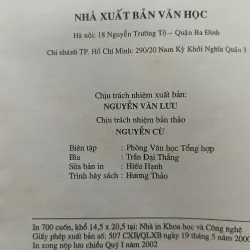 NHÀ XUẤT BẢN VĂN HỌC
Hà nội: 18 Nguyễn Trường Tộ – Quận Ba Đình
Chi nhánh TP. Hồ Chí Minh: 290/20 Nam Kỳ Khởi Nghĩa Quận 3
Chịu trách nhiệm xuất bản:
NGUYỄN VĂN LƯU
Chịu trách nhiệm bản thảo
NGUYỄN CỪ
Biên tập : Phòng Văn học Tổng hợp
Bìa : Trần Đại Thắng
Sửa bản in : Hiếu Hạnh
Trình bày sách : Hương Thảo
In 700 cuốn, khổ 14,5 x 20,5 tại: Nhà in Khoa học và Công nghệ
Giấy phép xuất bản số: 507 CXB/QLXB ngày 19 tháng 5 năm 2000
In xong nộp lưu chiểu Quý I năm 2002